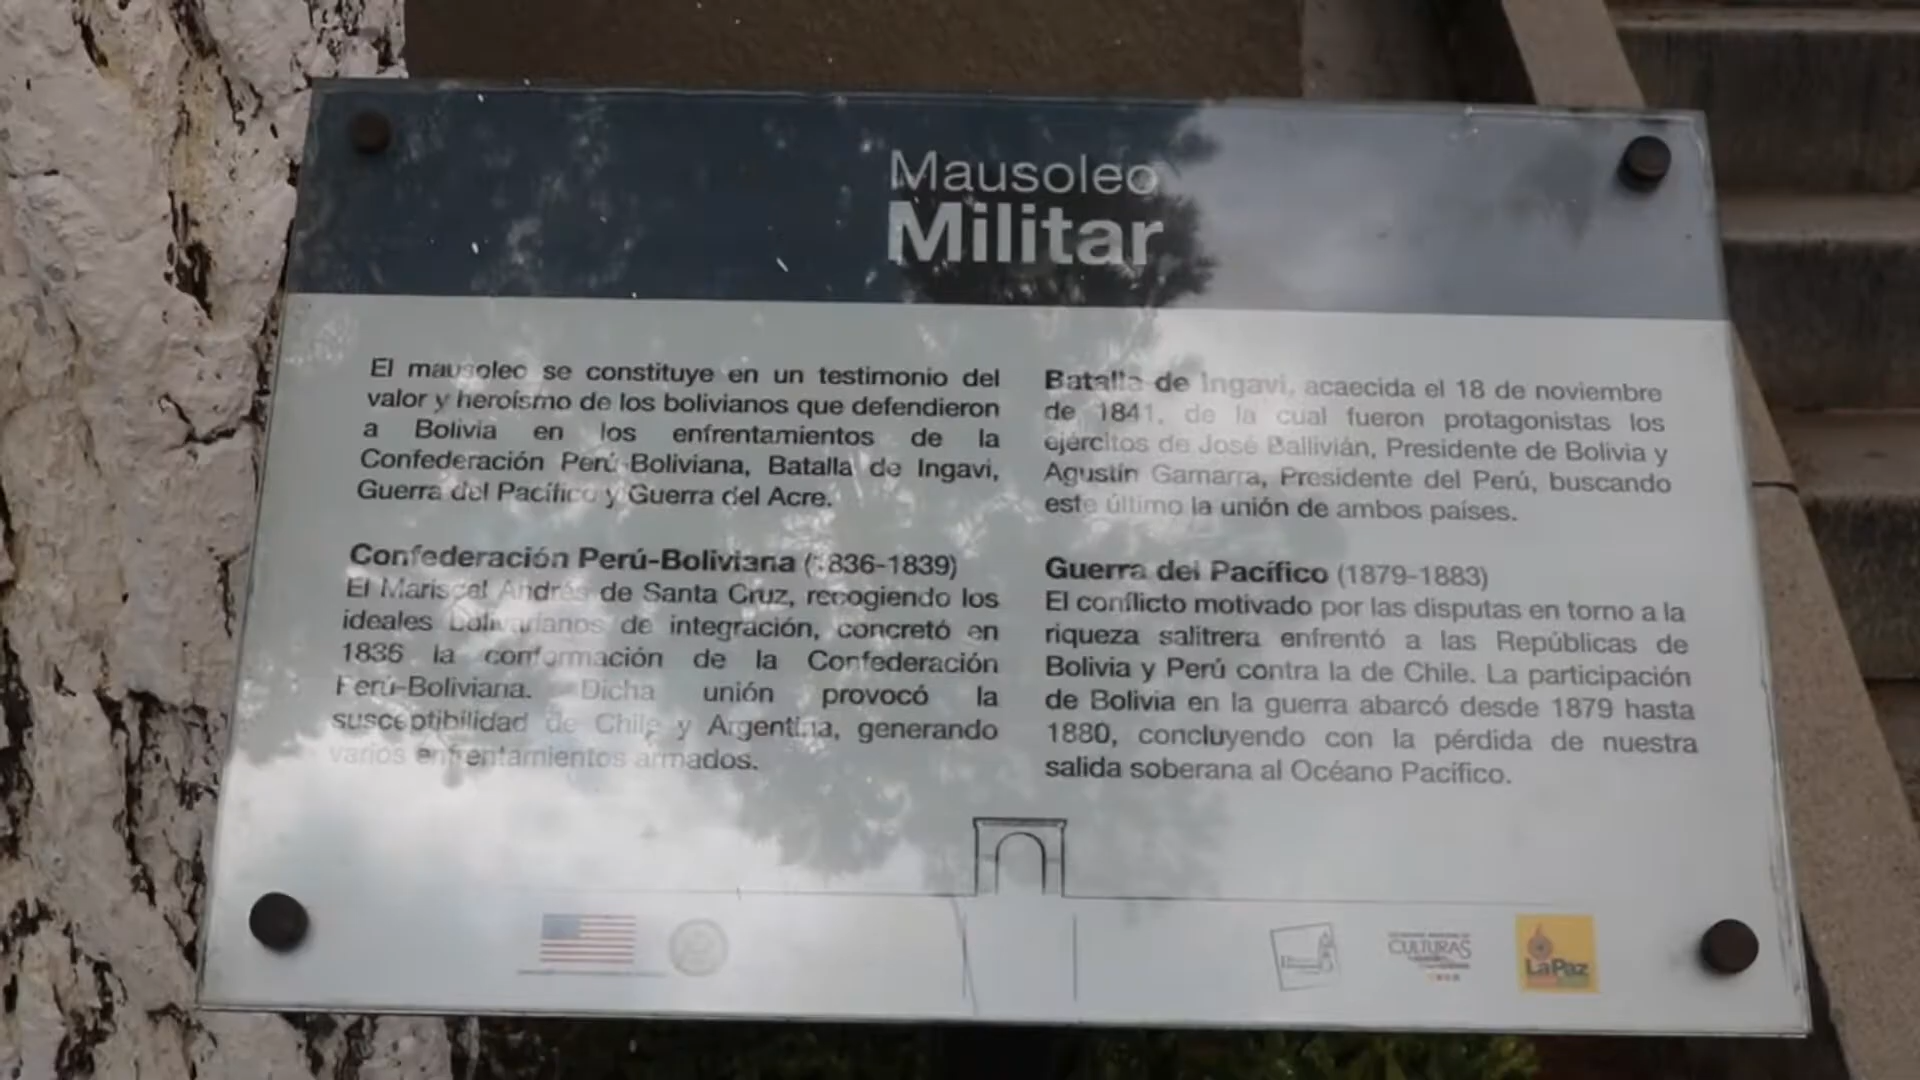 Mausoleo
Militar
El mausoleo se constituye en un testimonio del
valor y heroísmo de los bolivianos que defendieron
a Bolivia en los enfrentamientos de la
Confederación Perú-Boliviana, Batalla de Ingavi,
Guerra del Pacífico y Guerra del Acre.
Confederación Perú-Boliviana (1836-1839)
El Mariscal Andrés de Santa Cruz, recogiendo los
ideales bolivarianos de integración, concretó en
1836 la conformación de la Confederación
Perú-Boliviana. Dicha unión provocó la
susceptibilidad de Chile y Argentina, generando
varios enfrentamientos armados.
Batalla de Ingavi, acaecida el 18 de noviembre
de 1841, de la cual fueron protagonistas los
ejércitos de José Ballivián, Presidente de Bolivia y
Agustín Gamarra, Presidente del Perú, buscando
este último la unión de ambos países.
Guerra del Pacífico (1879-1883)
El conflicto motivado por las disputas en torno a la
riqueza salitrera enfrentó a las Repúblicas de
Bolivia y Perú contra la de Chile. La participación
de Bolivia en la guerra abarcó desde 1879 hasta
1880, concluyendo con la pérdida de nuestra
salida soberana al Océano Pacífico.
CULTURAS
LaPaz